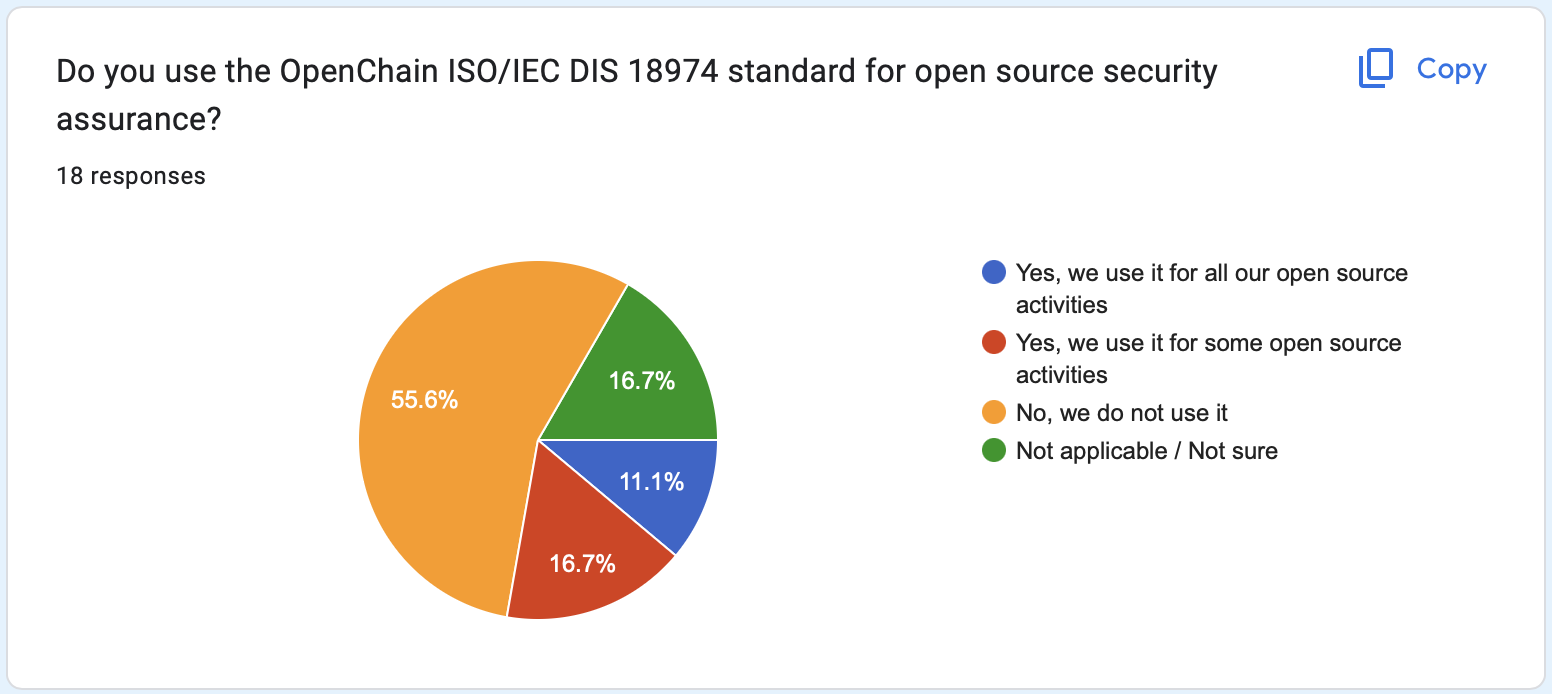 Do you use the OpenChain ISO/IEC DIS 18974 standard for open source security
assurance?
Copy
18 responses
55.6%
16.7%
11.1%
16.7%
Yes, we use it for all our open source
activities
Yes, we use it for some open source
activities
No, we do not use it
Not applicable / Not sure